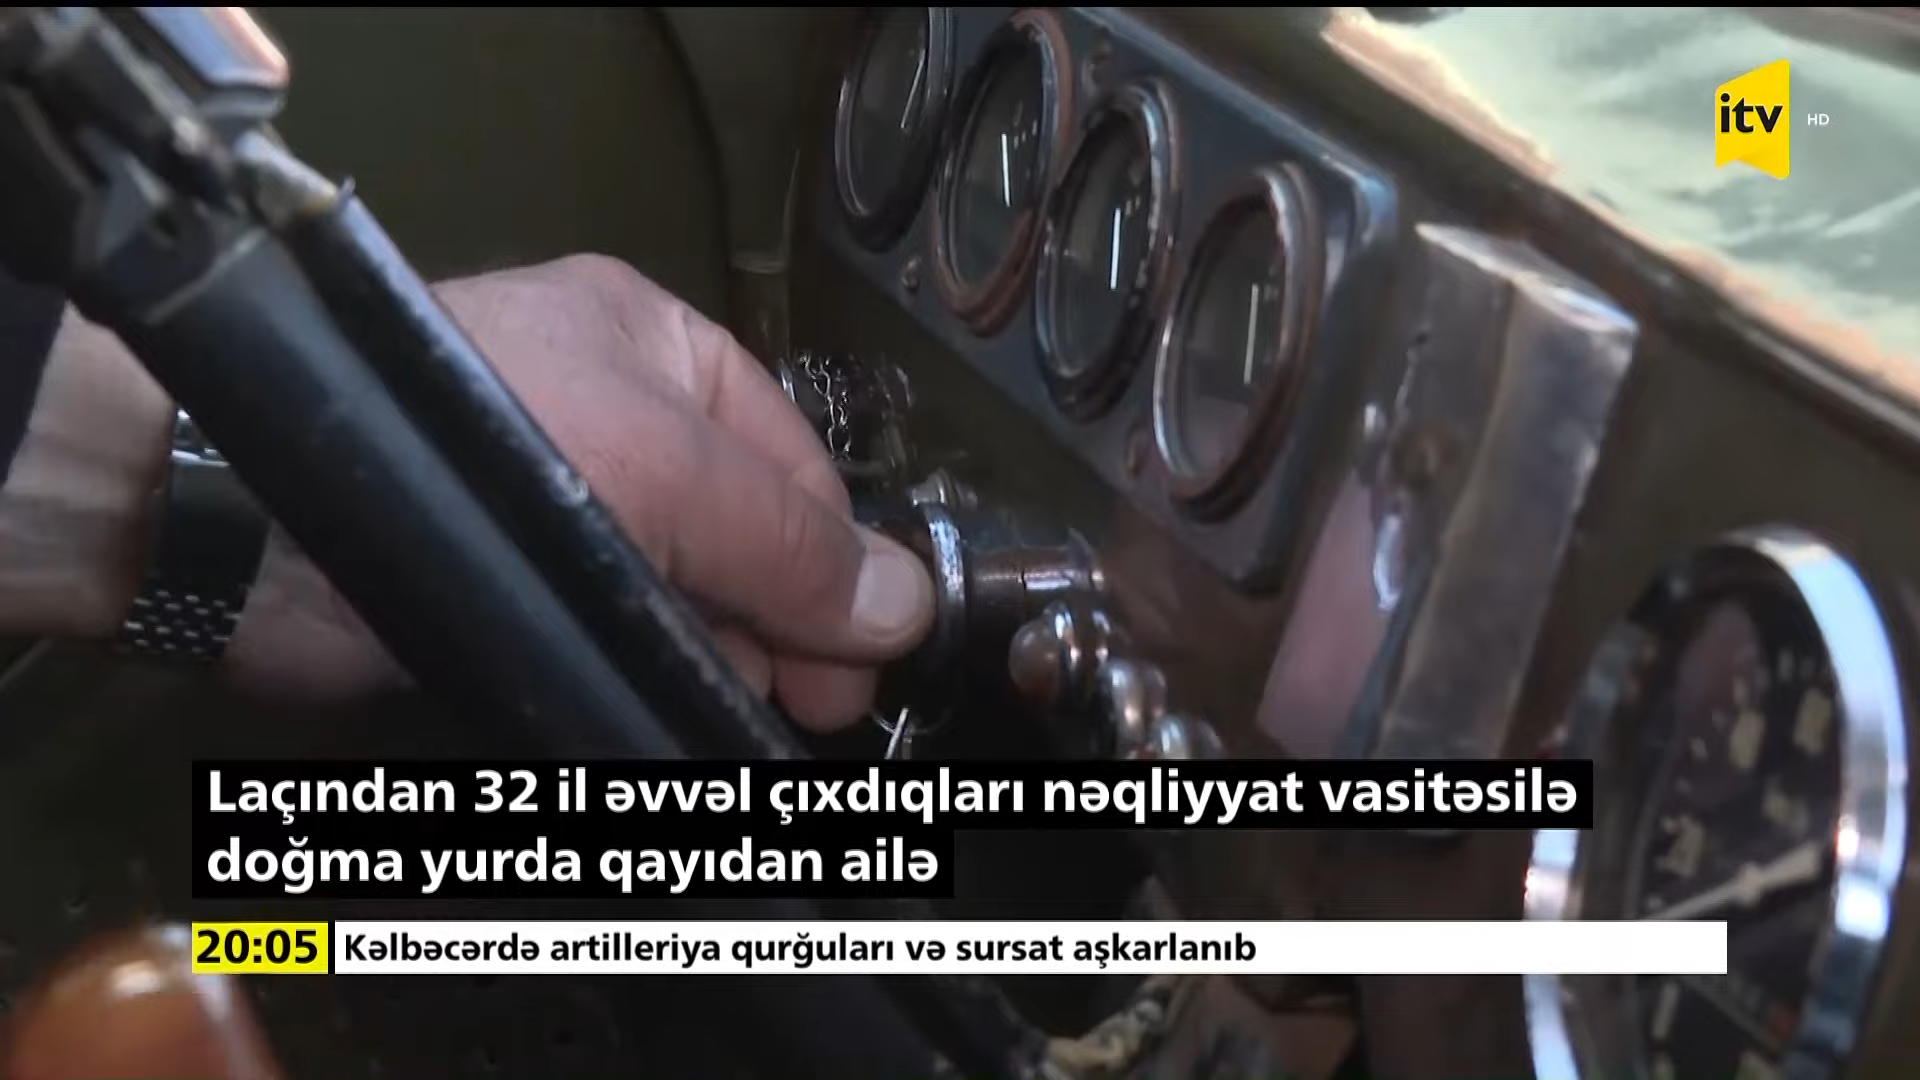 itv HD
Laçından 32 il əvvəl çıxdıqları nəqliyyat vasitəsilə
doğma yurda qayıdan ailə
20:05 Kəlbəcərdə artilleriya qurğuları və sursat aşkarlanıb